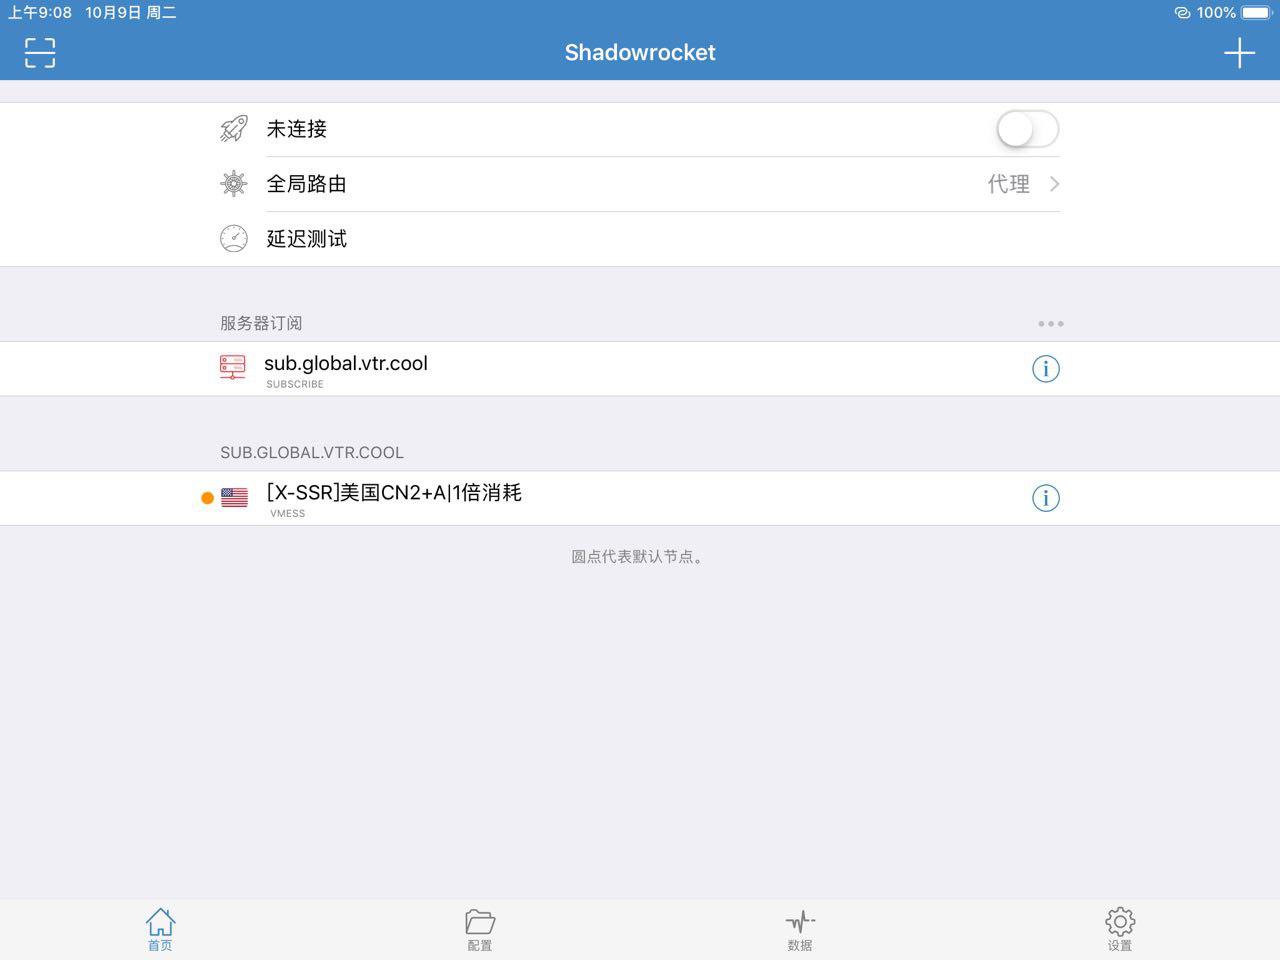 上午9:08 10月9日 周二
100%
Shadowrocket
未连接
全局路由 代理
延迟测试
服务器订阅
sub.global.vtr.cool
SUBSCRIBE
SUB.GLOBAL.VTR.COOL
[X-SSR]美国CN2+A|1倍消耗
VMESS
圆点代表默认节点。
首页 配置 数据 设置